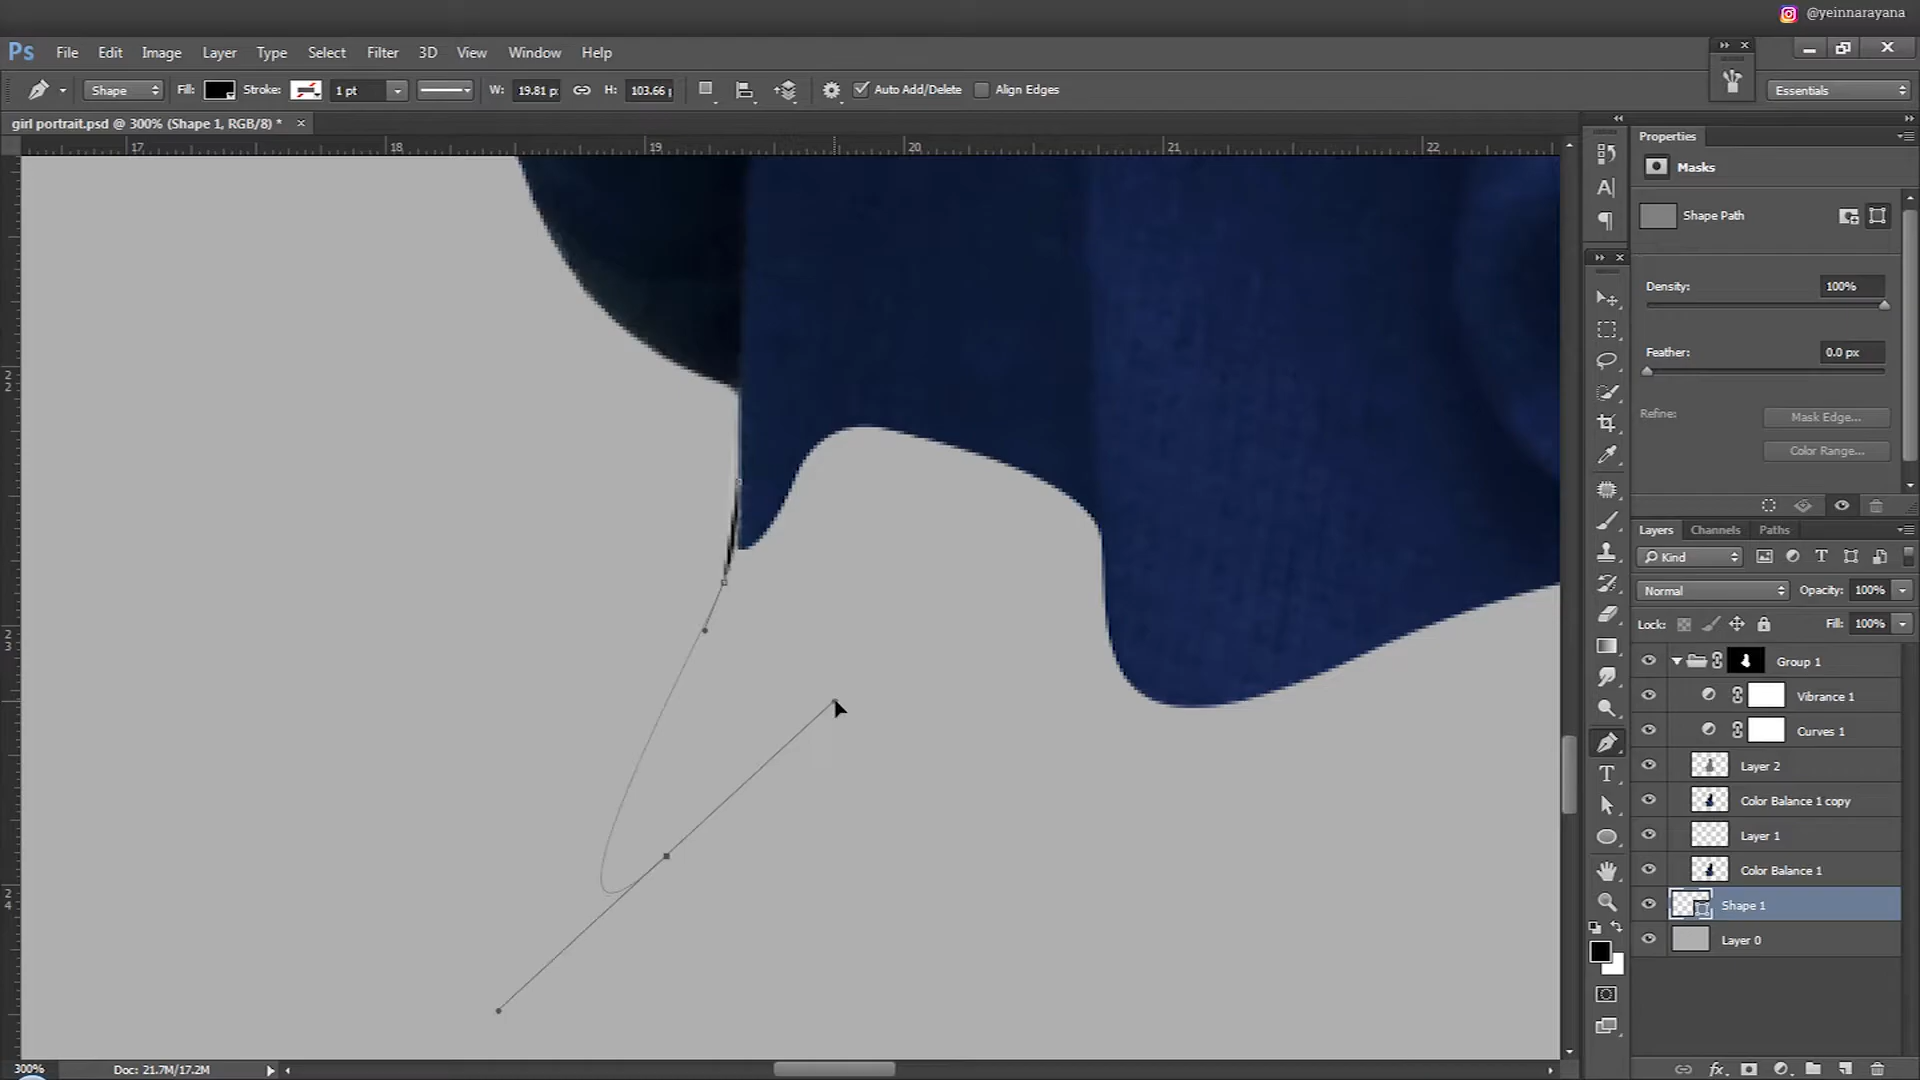 @yeinnarayana
Ps File Edit Image Layer Type Select Filter 3D View Window Help
Shape Fill: Stroke: 1 pt W: 19.81 p H: 103.66 Auto Add/Delete Align Edges Essentials
girl portrait.psd @ 300% (Shape 1, RGB/8) * ×
17 18 19 20 21 22
22
23
24
Properties
Masks
Shape Path
Density: 100%
Feather: 0.0 px
Refine: Mask Edge...
Color Range...
Layers Channels Paths
Kind
Normal Opacity: 100%
Lock: Fill: 100%
Group 1
Vibrance 1
Curves 1
Layer 2
Color Balance 1 copy
Layer 1
Color Balance 1
Shape 1
Layer 0
300% Doc: 21.7M/17.2M